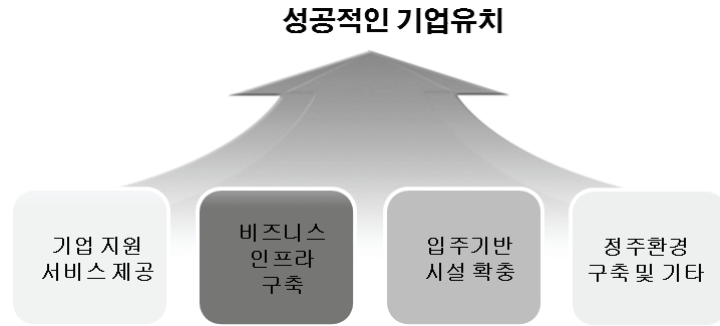 성공적인 기업유치
기업 지원
서비스 제공
비즈니스
인프라
구축
입주기반
시설 확충
정주환경
구축 및 기타